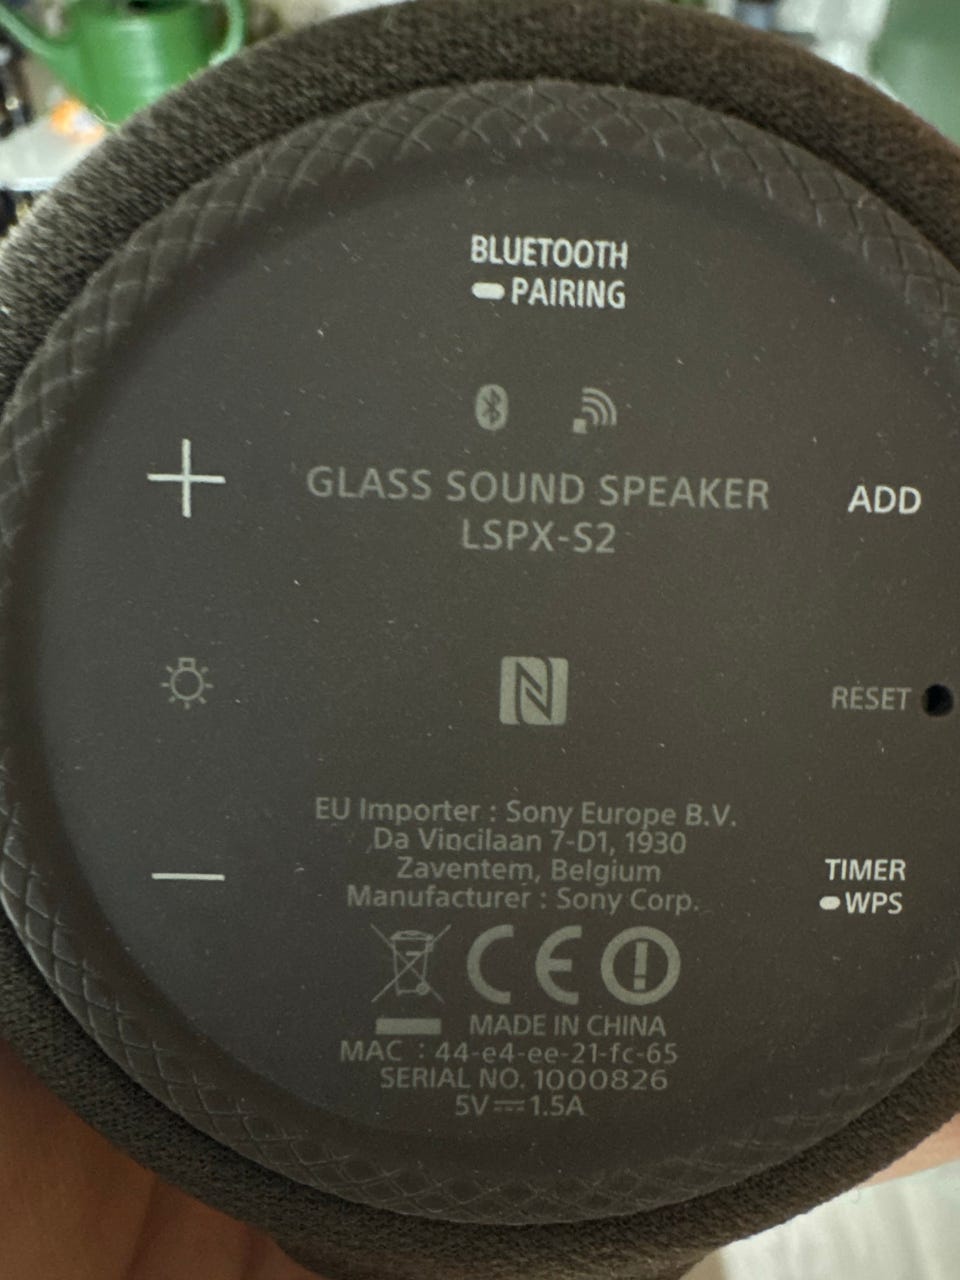 BLUETOOTH
PAIRING
GLASS SOUND SPEAKER
LSPX-S2
ADD
RESET
EU Importer : Sony Europe B.V.
Da Vincilaan 7-D1, 1930
Zaventem, Belgium
Manufacturer : Sony Corp.
TIMER
WPS
CE
MADE IN CHINA
MAC : 44-e4-ee-21-fc-65
SERIAL NO. 1000826
5V⎓1.5A